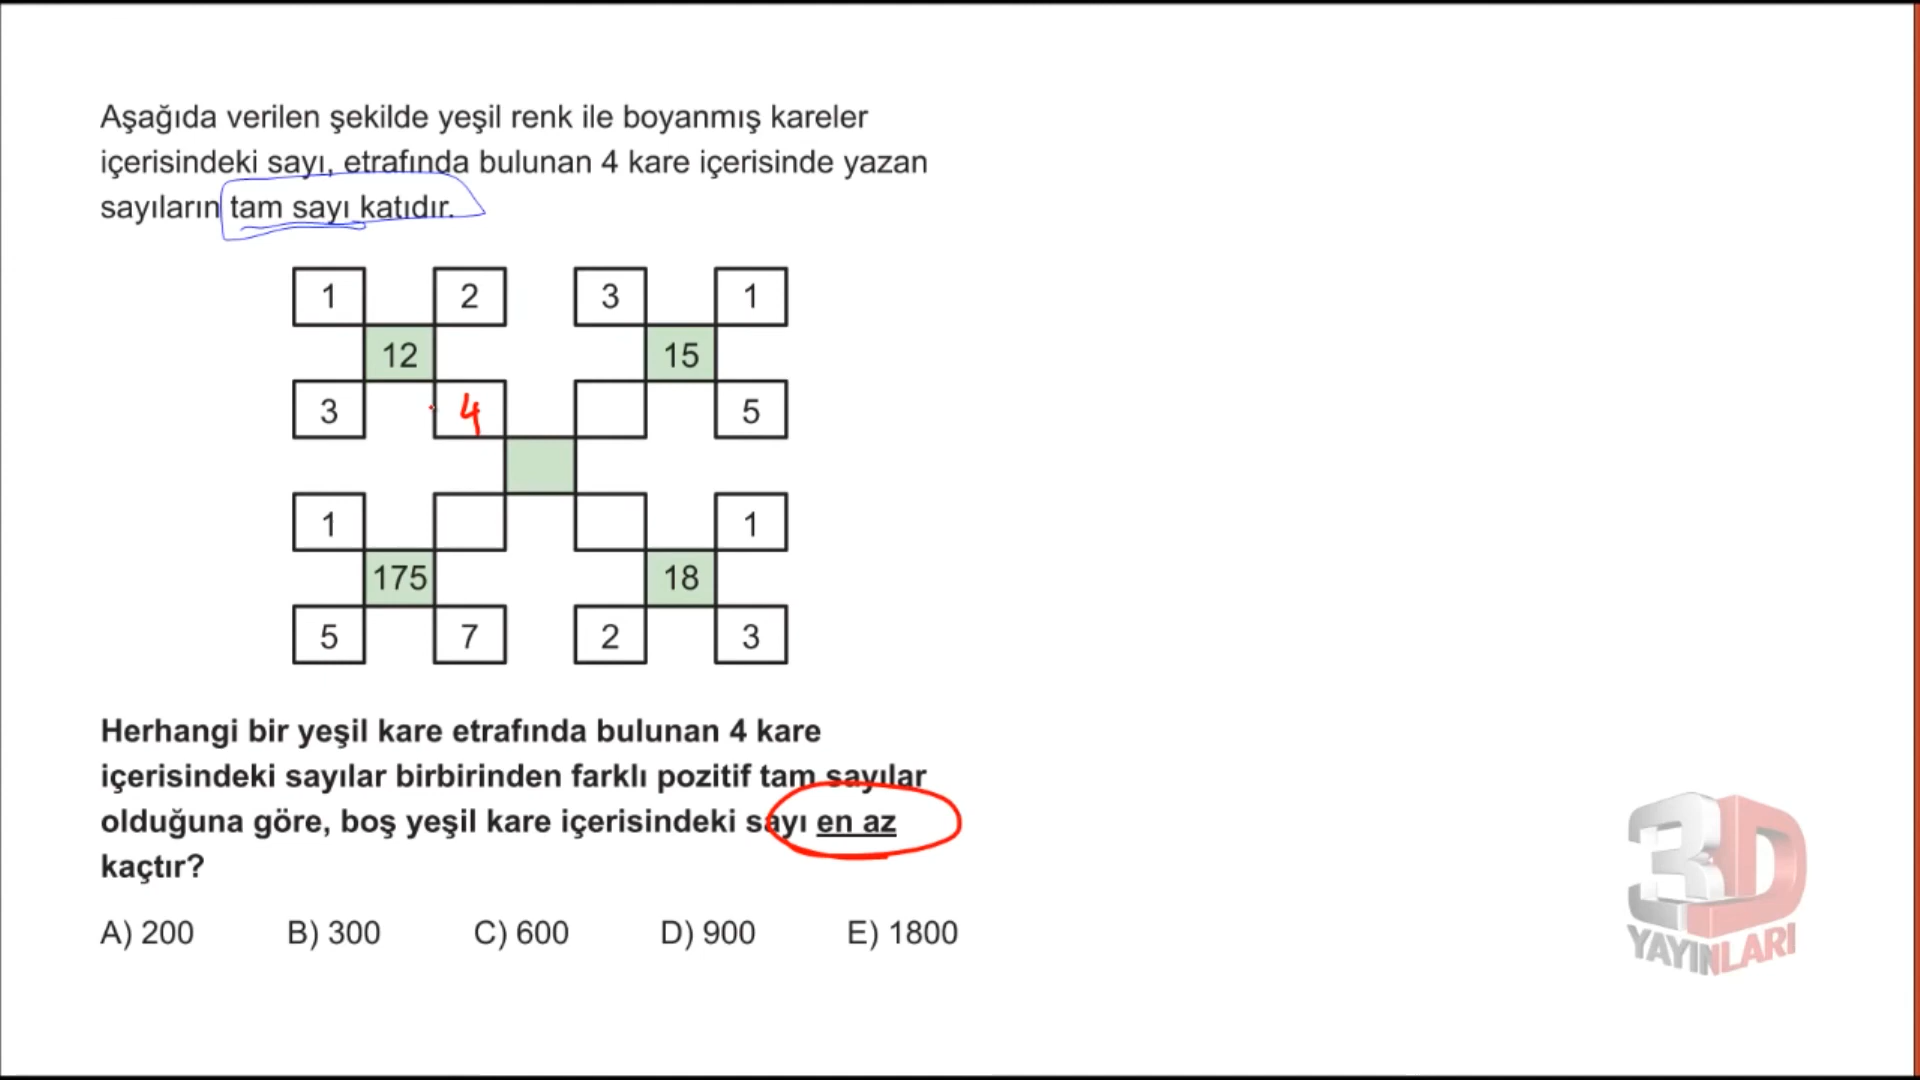 Aşağıda verilen şekilde yeşil renk ile boyanmış kareler
içerisindeki sayı, etrafında bulunan 4 kare içerisinde yazan
sayıların tam sayı katıdır.
1 2 3 1
12 15
3 4 5
1 1
175 18
5 7 2 3
Herhangi bir yeşil kare etrafında bulunan 4 kare
içerisindeki sayılar birbirinden farklı pozitif tam sayılar
olduğuna göre, boş yeşil kare içerisindeki sayı en az
kaçtır?
A) 200 B) 300 C) 600 D) 900 E) 1800
3D
YAYINLARI